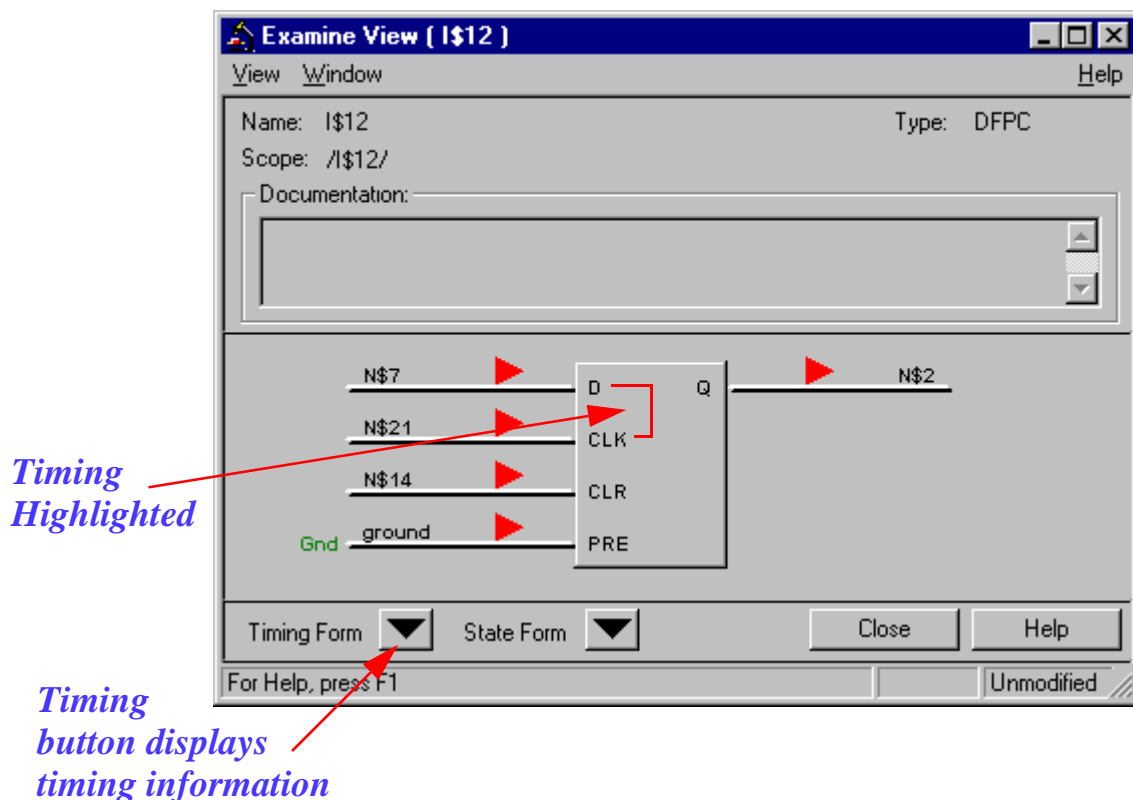 Examine View ( I$12 )
View Window Help
Name: I$12 Type: DFPC
Scope: /I$12/
Documentation:
N$7 D Q N$2
N$21 CLK
N$14 CLR
Gnd ground PRE
Timing
Highlighted
Timing Form State Form Close Help
For Help, press F1 Unmodified
Timing
button displays
timing information